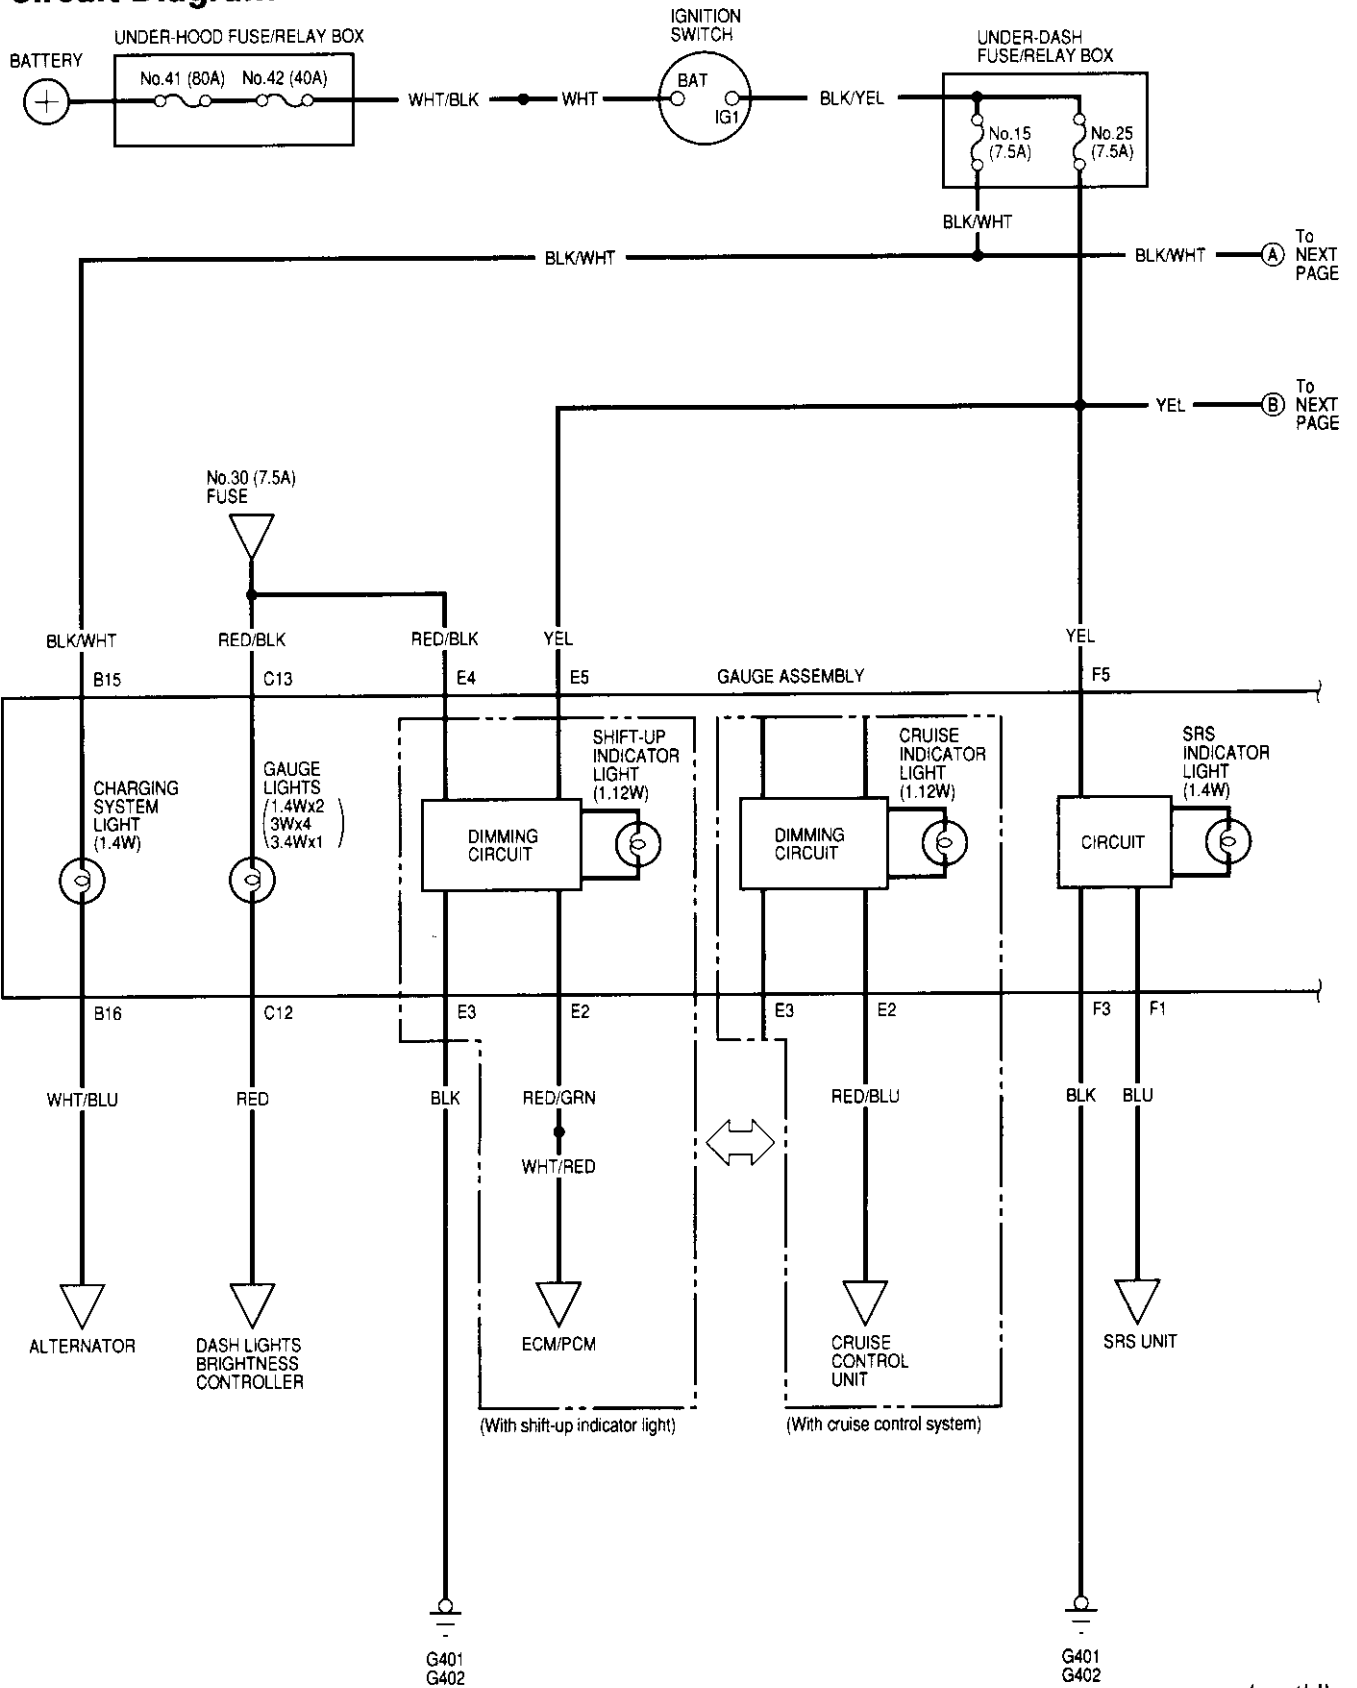 UNDER-HOOD FUSE/RELAY BOX
IGNITION
SWITCH
UNDER-DASH
FUSE/RELAY BOX
BATTERY
No.41 (80A)
No.42 (40A)
BAT
IG1
WHT/BLK
WHT
BLK/YEL
No.15
(7.5A)
No.25
(7.5A)
BLK/WHT
BLK/WHT
BLK/WHT
A
To
NEXT
PAGE
YEL
B
To
NEXT
PAGE
No.30 (7.5A)
FUSE
BLK/WHT
RED/BLK
RED/BLK
YEL
YEL
B15
C13
E4
E5
GAUGE ASSEMBLY
F5
CHARGING
SYSTEM
LIGHT
(1.4W)
GAUGE
LIGHTS
(1.4Wx2
3Wx4
3.4Wx1)
DIMMING
CIRCUIT
SHIFT-UP
INDICATOR
LIGHT
(1.12W)
DIMMING
CIRCUIT
CRUISE
INDICATOR
LIGHT
(1.12W)
CIRCUIT
SRS
INDICATOR
LIGHT
(1.4W)
B16
C12
E3
E2
E3
E2
F3
F1
WHT/BLU
RED
BLK
RED/GRN
WHT/RED
RED/BLU
BLK
BLU
ALTERNATOR
DASH LIGHTS
BRIGHTNESS
CONTROLLER
ECM/PCM
CRUISE
CONTROL
UNIT
SRS UNIT
(With shift-up indicator light)
(With cruise control system)
G401
G402
G401
G402